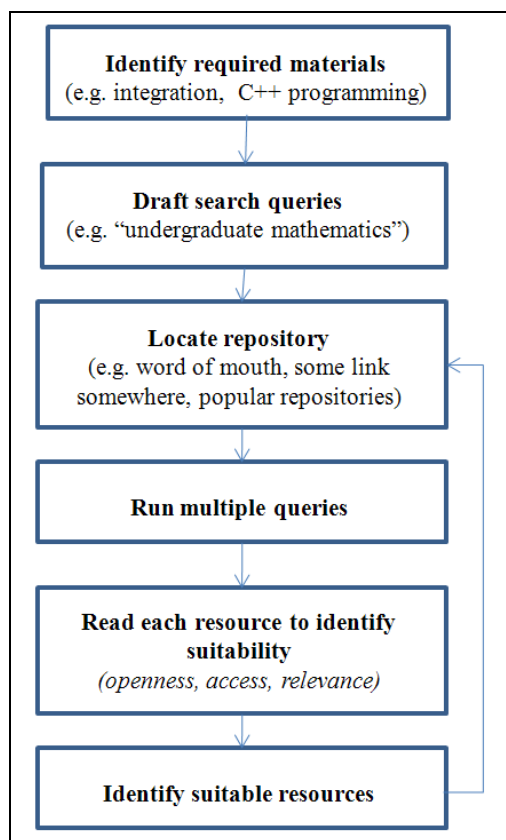 Identify required materials
(e.g. integration, C++ programming)
Draft search queries
(e.g. “undergraduate mathematics”)
Locate repository
(e.g. word of mouth, some link
somewhere, popular repositories)
Run multiple queries
Read each resource to identify
suitability
(openness, access, relevance)
Identify suitable resources